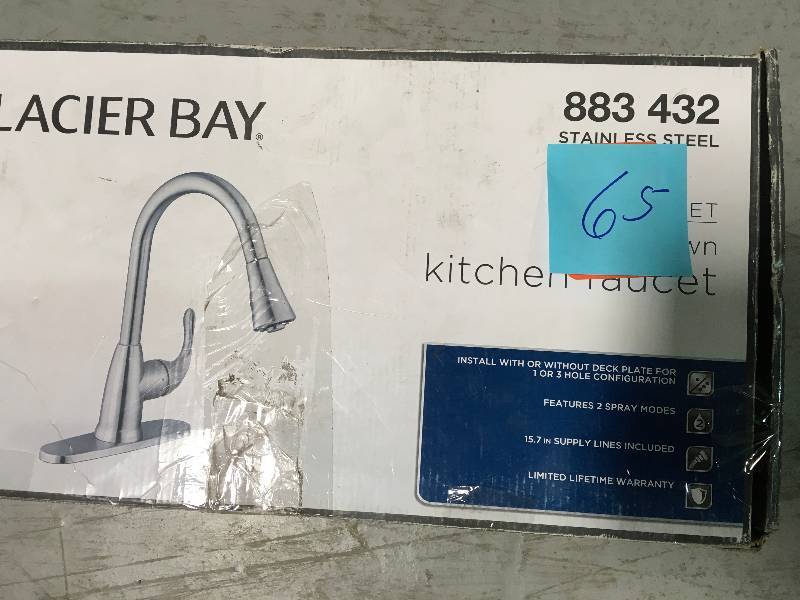 LACIER BAY®
883 432
STAINLESS STEEL
65
ET
wn
kitchen faucet
INSTALL WITH OR WITHOUT DECK PLATE FOR
1 OR 3 HOLE CONFIGURATION
FEATURES 2 SPRAY MODES
2
15.7 IN SUPPLY LINES INCLUDED
LIMITED LIFETIME WARRANTY